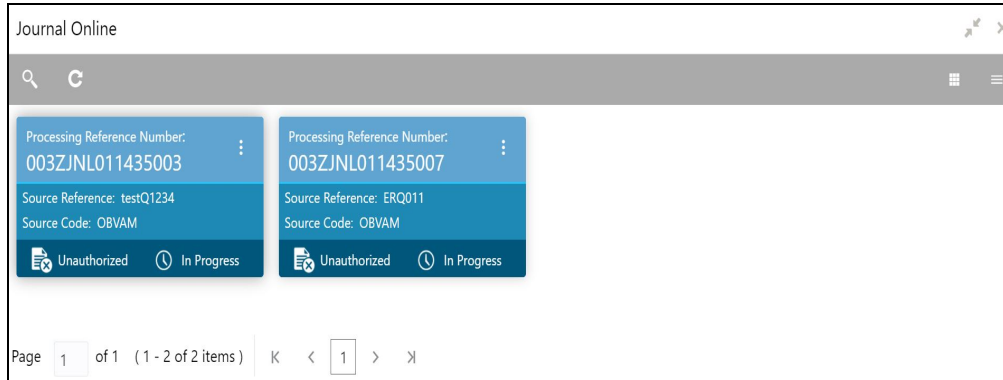 Journal Online
Processing Reference Number:
003ZJNL011435003
Source Reference: testQ1234
Source Code: OBVAM
Unauthorized In Progress
Processing Reference Number:
003ZJNL011435007
Source Reference: ERQ011
Source Code: OBVAM
Unauthorized In Progress
Page 1 of 1 ( 1 - 2 of 2 items ) 1